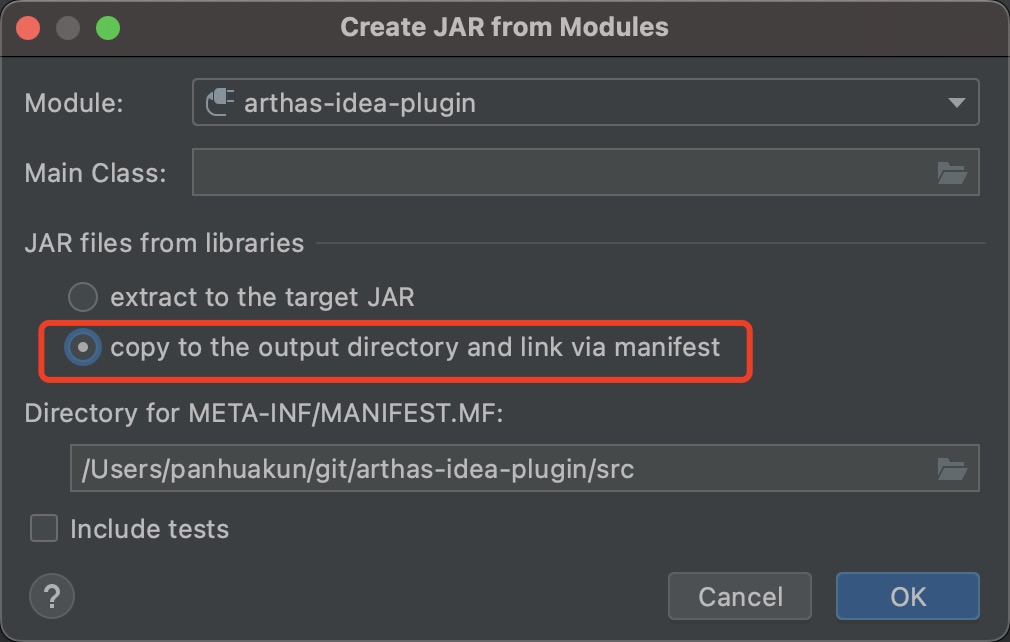 Create JAR from Modules
Module: arthas-idea-plugin
Main Class:
JAR files from libraries
extract to the target JAR
copy to the output directory and link via manifest
Directory for META-INF/MANIFEST.MF:
/Users/panhuakun/git/arthas-idea-plugin/src
Include tests
? Cancel OK